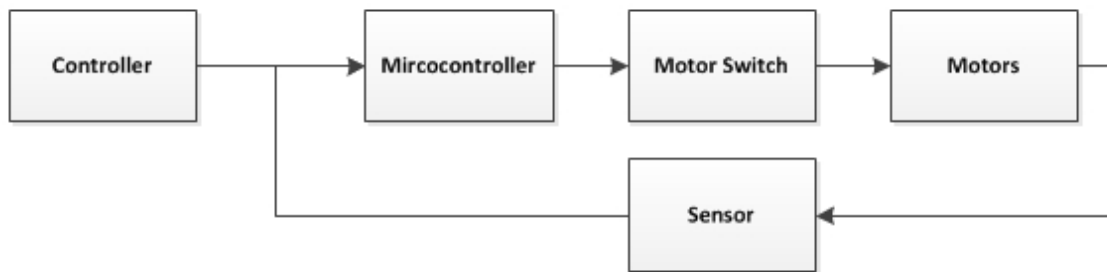 Controller
Mircocontroller
Motor Switch
Motors
Sensor